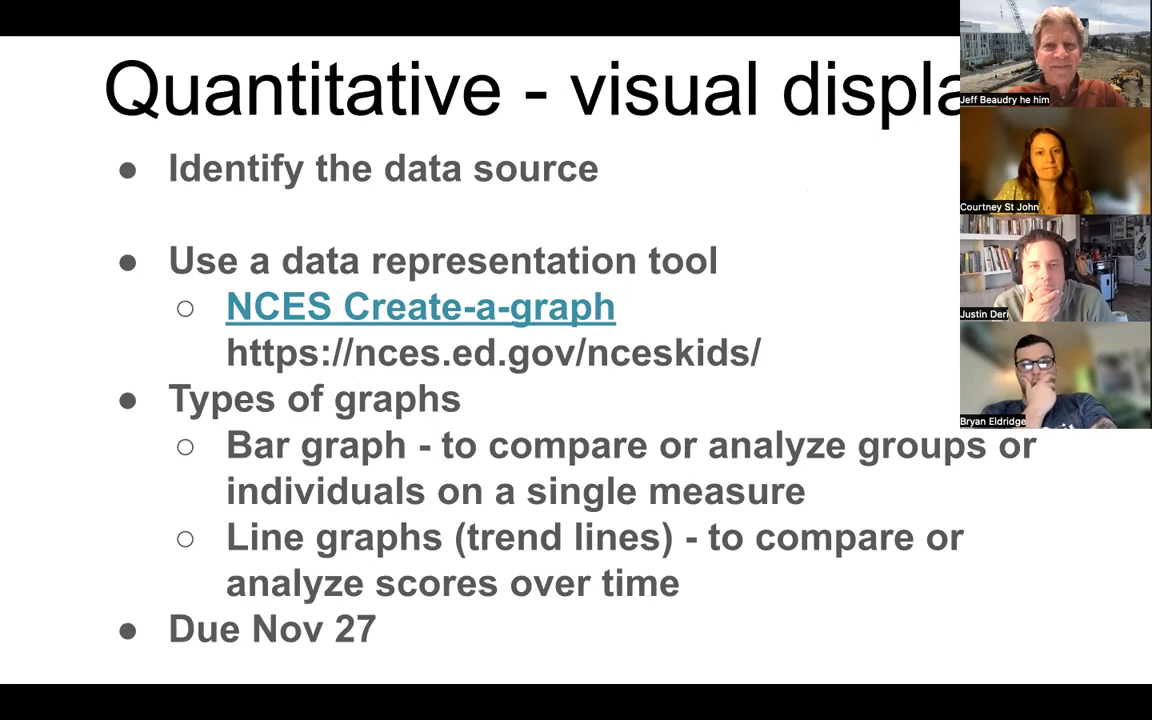 Quantitative - visual displa
Identify the data source
Use a data representation tool
NCES Create-a-graph
https://nces.ed.gov/nceskids/
Types of graphs
Bar graph - to compare or analyze groups or
individuals on a single measure
Line graphs (trend lines) - to compare or
analyze scores over time
Due Nov 27
Jeff Beaudry he him
Courtney St John
Justin Deri
Bryan Eldridge